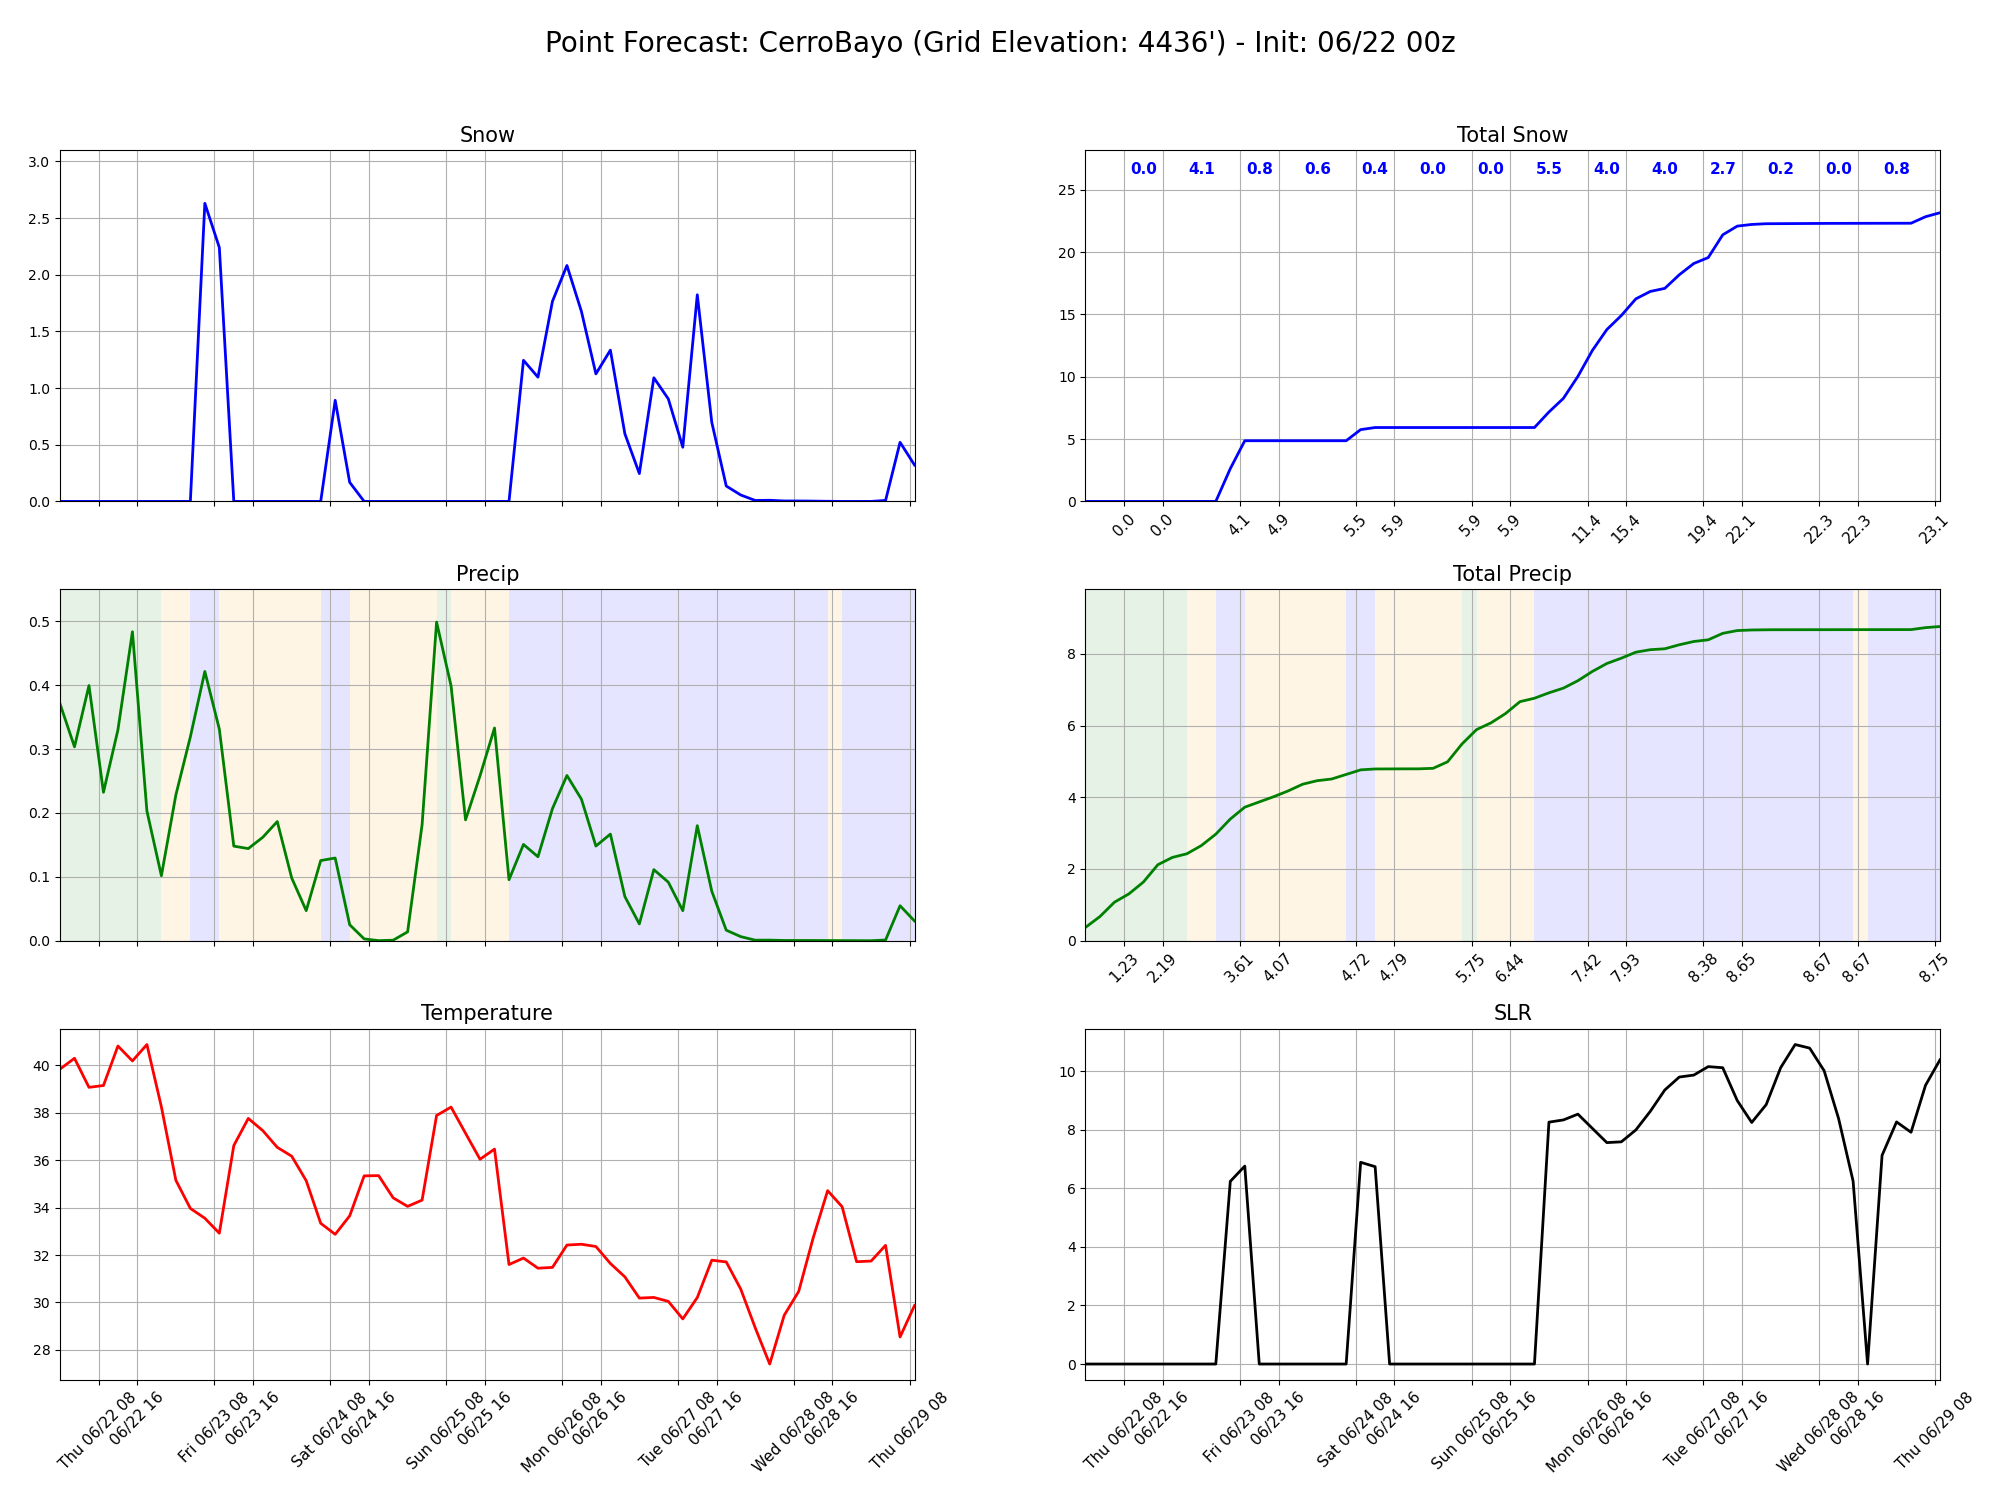 Point Forecast: CerroBayo (Grid Elevation: 4436') - Init: 06/22 00z
Snow
3.0
2.5
2.0
1.5
1.0
0.5
0.0
Total Snow
0.0 4.1 0.8 0.6 0.4 0.0 0.0 5.5 4.0 4.0 2.7 0.2 0.0 0.8
25
20
15
10
5
0
0.0 0.0 4.1 4.9 5.5 5.9 5.9 5.9 11.4 15.4 19.4 22.1 22.3 22.3 23.1
Precip
0.5
0.4
0.3
0.2
0.1
0.0
Total Precip
8
6
4
2
0
1.23 2.19 3.61 4.07 4.72 4.79 5.75 6.44 7.42 7.93 8.38 8.65 8.67 8.67 8.75
Temperature
40
38
36
34
32
30
28
Thu 06/22 08
06/22 16
Fri 06/23 08
06/23 16
Sat 06/24 08
06/24 16
Sun 06/25 08
06/25 16
Mon 06/26 08
06/26 16
Tue 06/27 08
06/27 16
Wed 06/28 08
06/28 16
Thu 06/29 08
SLR
10
8
6
4
2
0
Thu 06/22 08
06/22 16
Fri 06/23 08
06/23 16
Sat 06/24 08
06/24 16
Sun 06/25 08
06/25 16
Mon 06/26 08
06/26 16
Tue 06/27 08
06/27 16
Wed 06/28 08
06/28 16
Thu 06/29 08